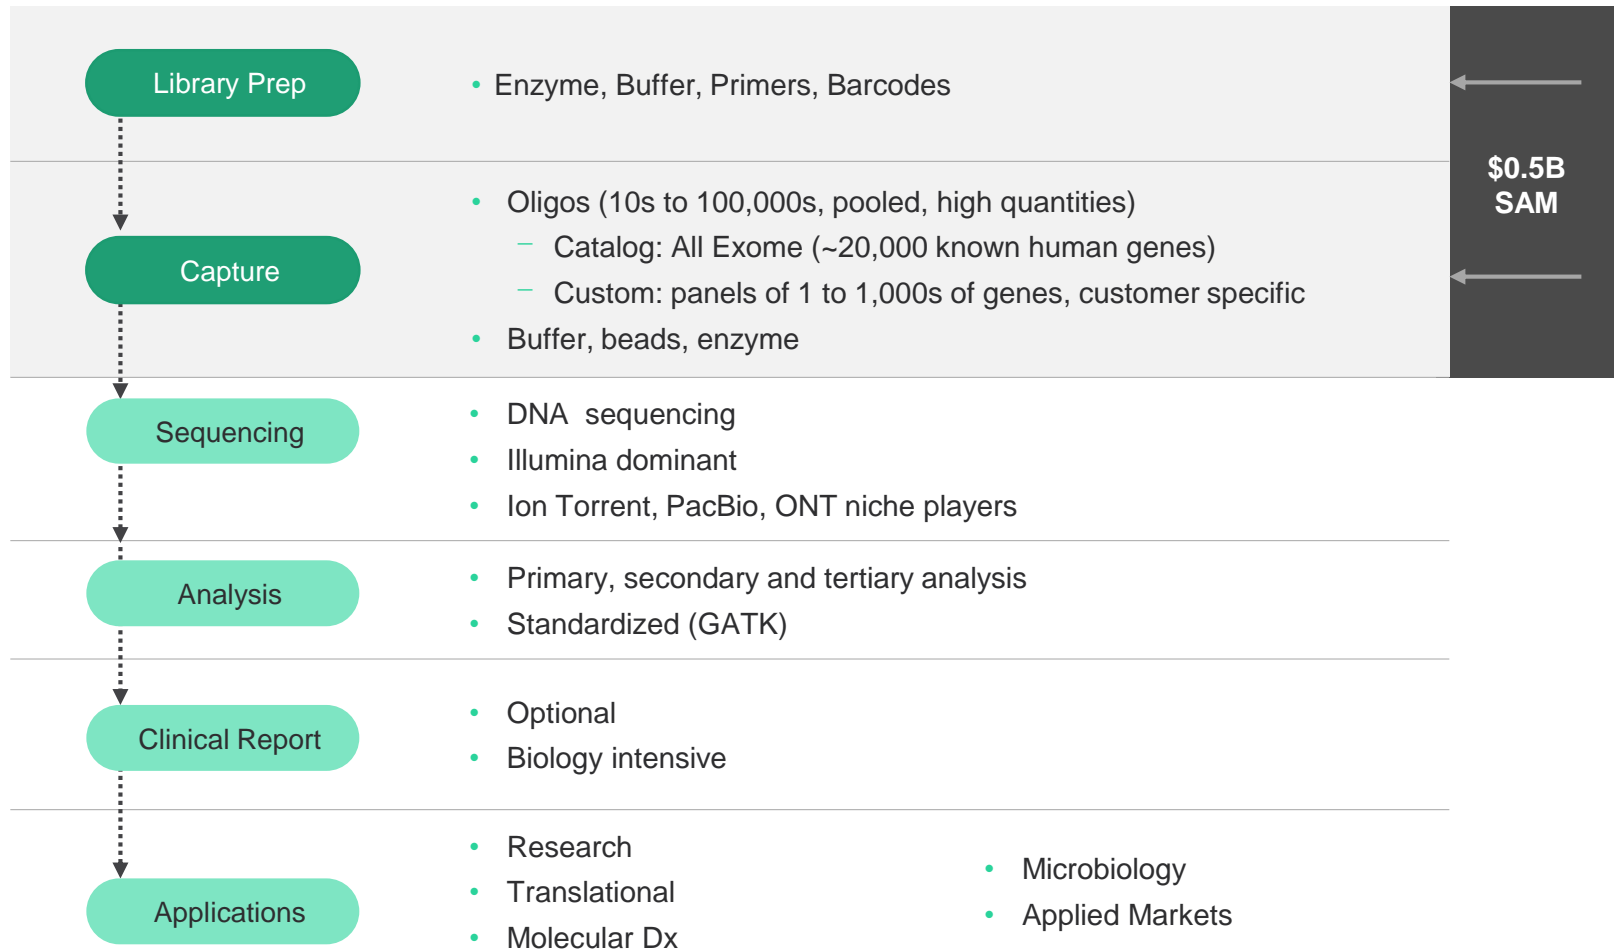 Library Prep
• Enzyme, Buffer, Primers, Barcodes
$0.5B
SAM
Capture
• Oligos (10s to 100,000s, pooled, high quantities)
– Catalog: All Exome (~20,000 known human genes)
– Custom: panels of 1 to 1,000s of genes, customer specific
• Buffer, beads, enzyme
Sequencing
• DNA sequencing
• Illumina dominant
• Ion Torrent, PacBio, ONT niche players
Analysis
• Primary, secondary and tertiary analysis
• Standardized (GATK)
Clinical Report
• Optional
• Biology intensive
Applications
• Research
• Translational
• Molecular Dx
• Microbiology
• Applied Markets